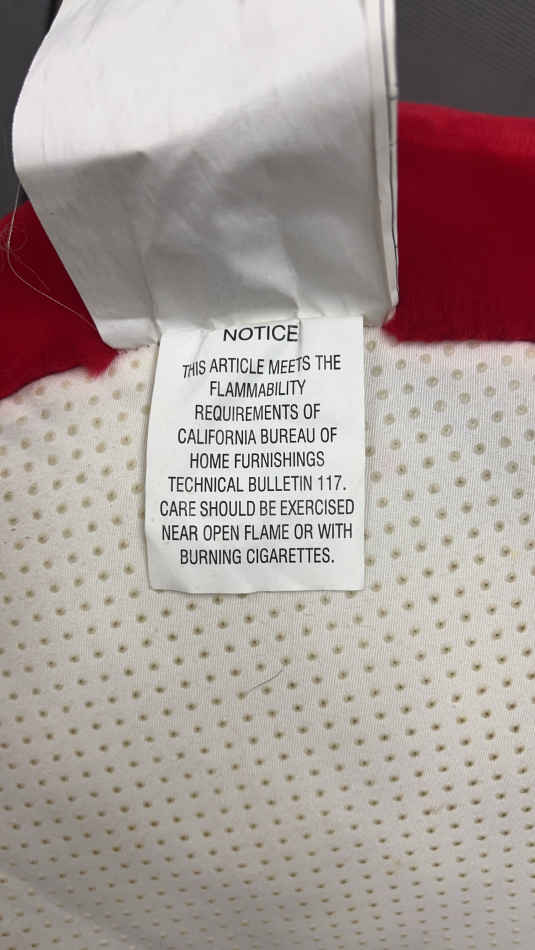 NOTICE
THIS ARTICLE MEETS THE
FLAMMABILITY
REQUIREMENTS OF
CALIFORNIA BUREAU OF
HOME FURNISHINGS
TECHNICAL BULLETIN 117.
CARE SHOULD BE EXERCISED
NEAR OPEN FLAME OR WITH
BURNING CIGARETTES.